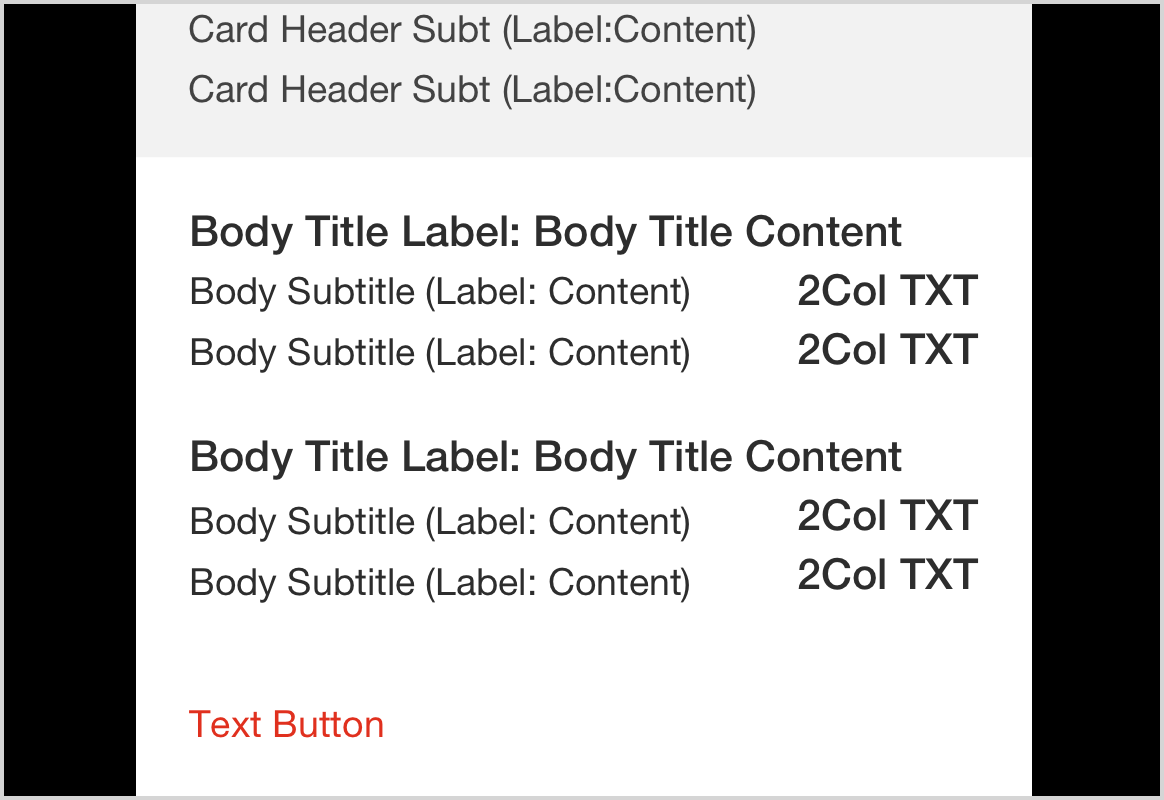 Card Header Subt (Label:Content)
Card Header Subt (Label:Content)
Body Title Label: Body Title Content
Body Subtitle (Label: Content) 2Col TXT
Body Subtitle (Label: Content) 2Col TXT
Body Title Label: Body Title Content
Body Subtitle (Label: Content) 2Col TXT
Body Subtitle (Label: Content) 2Col TXT
Text Button